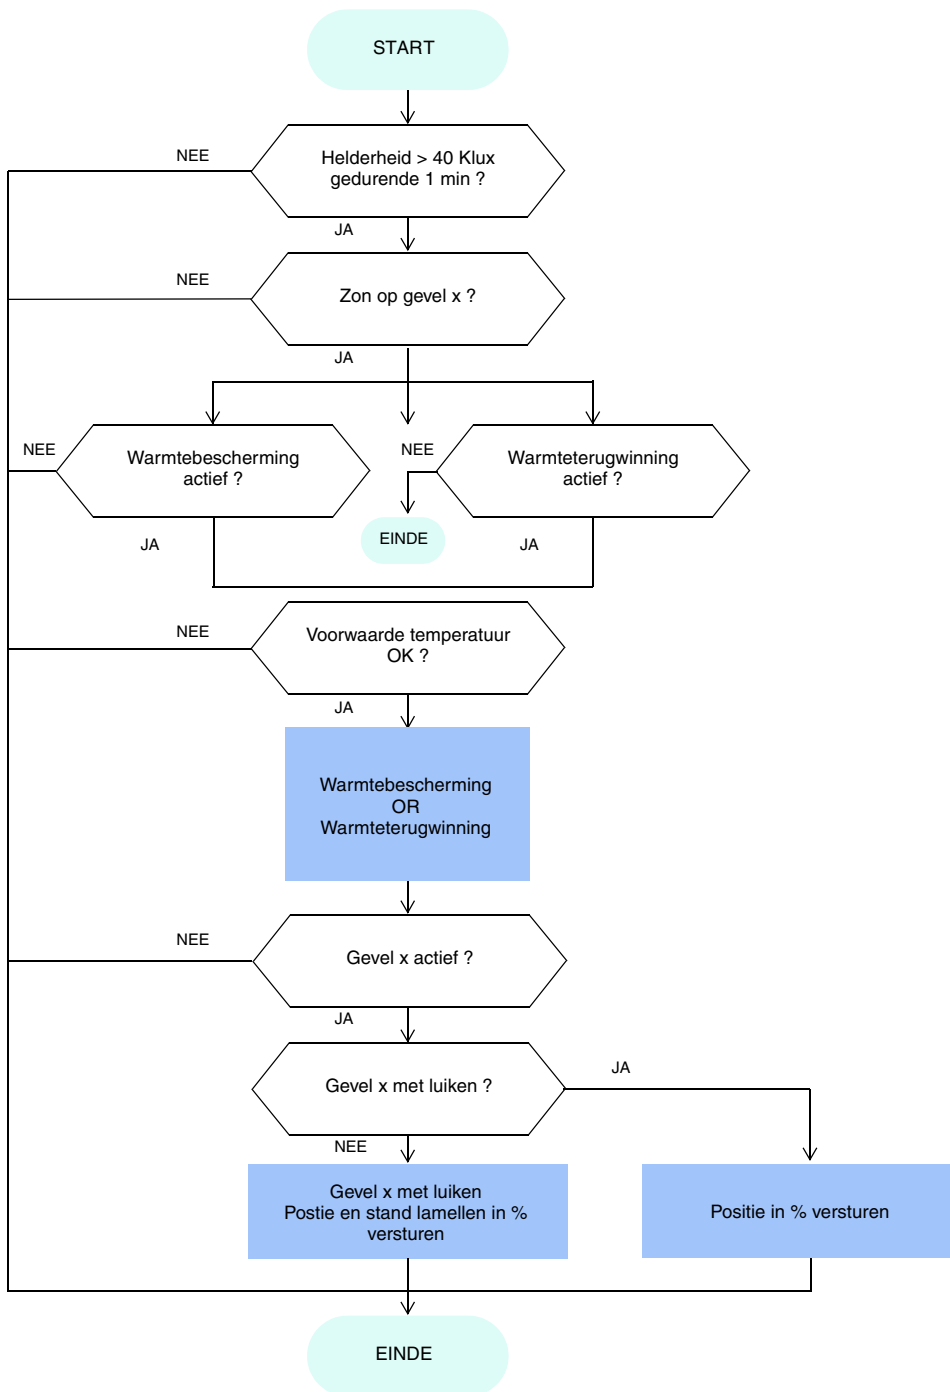 START
NEE
Helderheid > 40 Klux
gedurende 1 min ?
JA
NEE
Zon op gevel x ?
JA
NEE
Warmtebescherming
actief ?
NEE
Warmteterugwinning
actief ?
JA
EINDE
JA
NEE
Voorwaarde temperatuur
OK ?
JA
Warmtebescherming
OR
Warmteterugwinning
NEE
Gevel x actief ?
JA
Gevel x met luiken ?
JA
NEE
Gevel x met luiken
Postie en stand lamellen in %
versturen
Positie in % versturen
EINDE